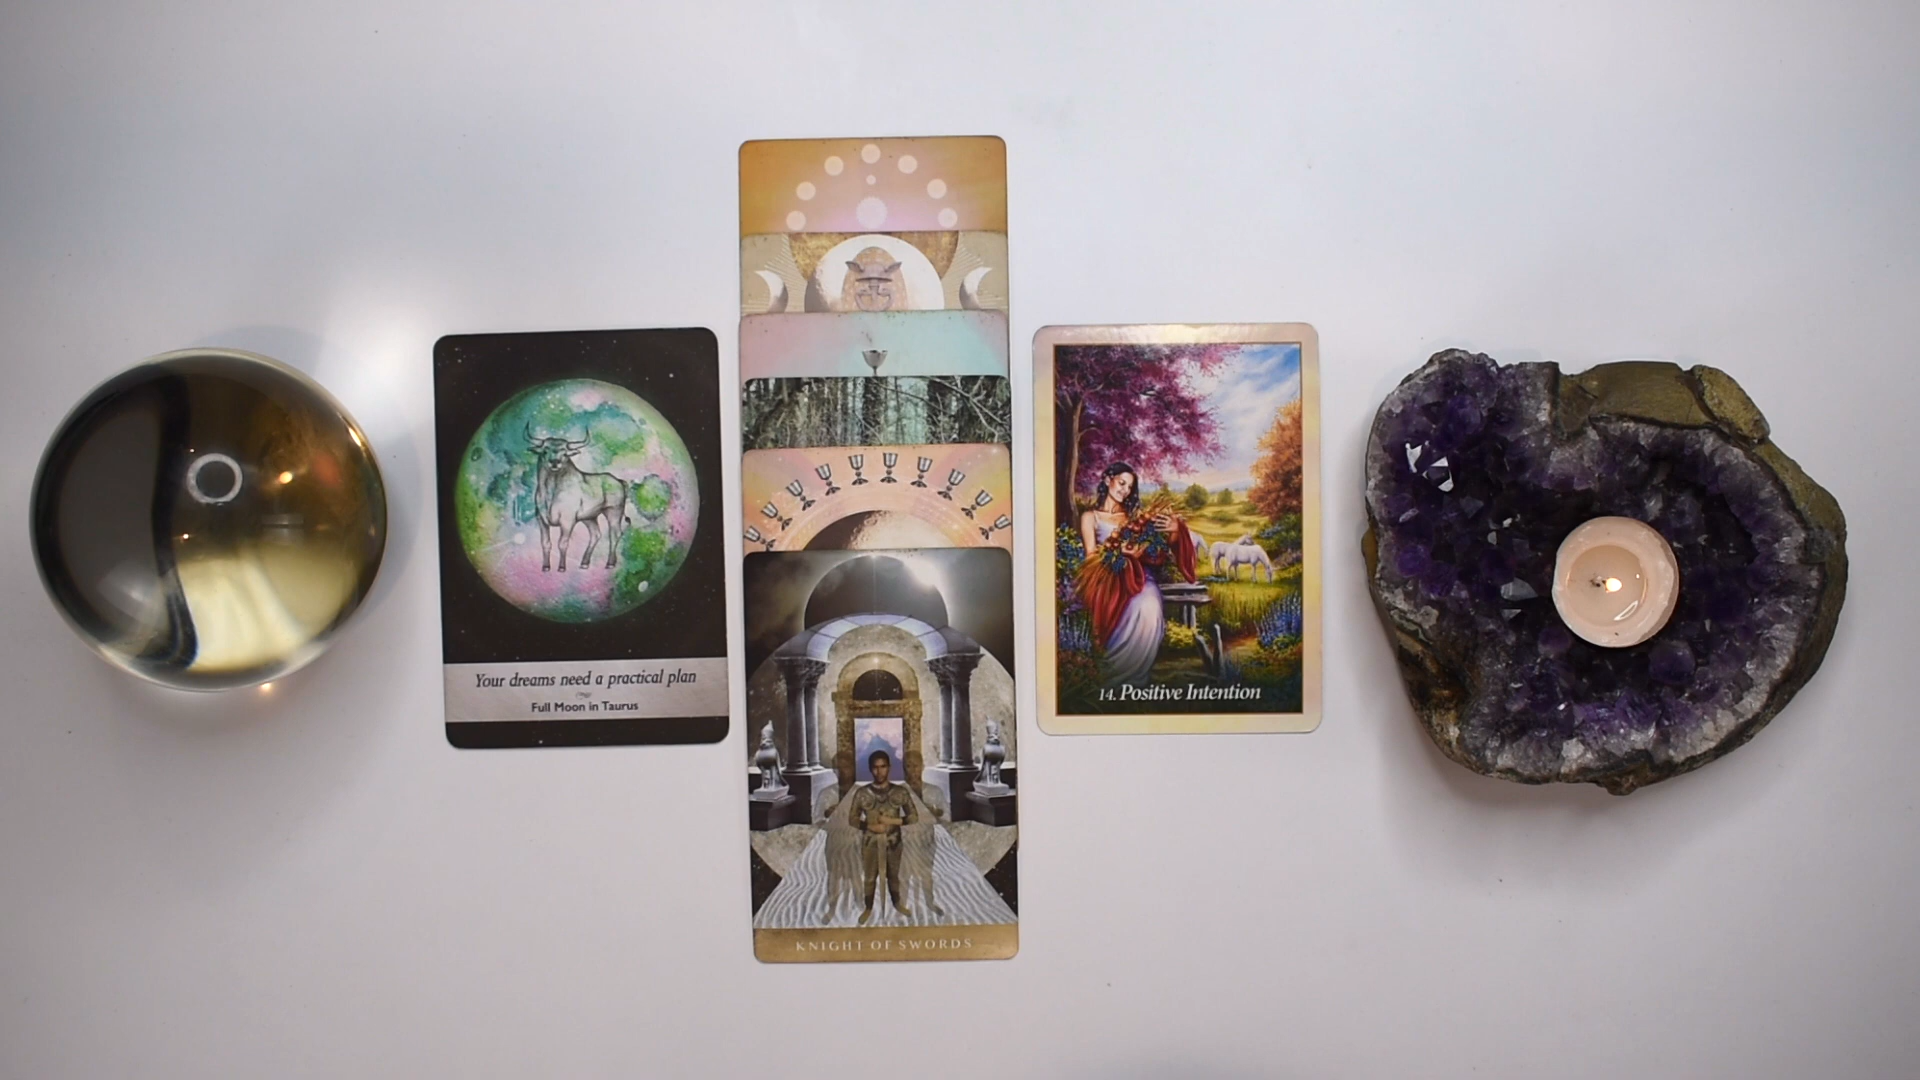 Your dreams need a practical plan
Full Moon in Taurus
KNIGHT OF SWORDS
14. Positive Intention